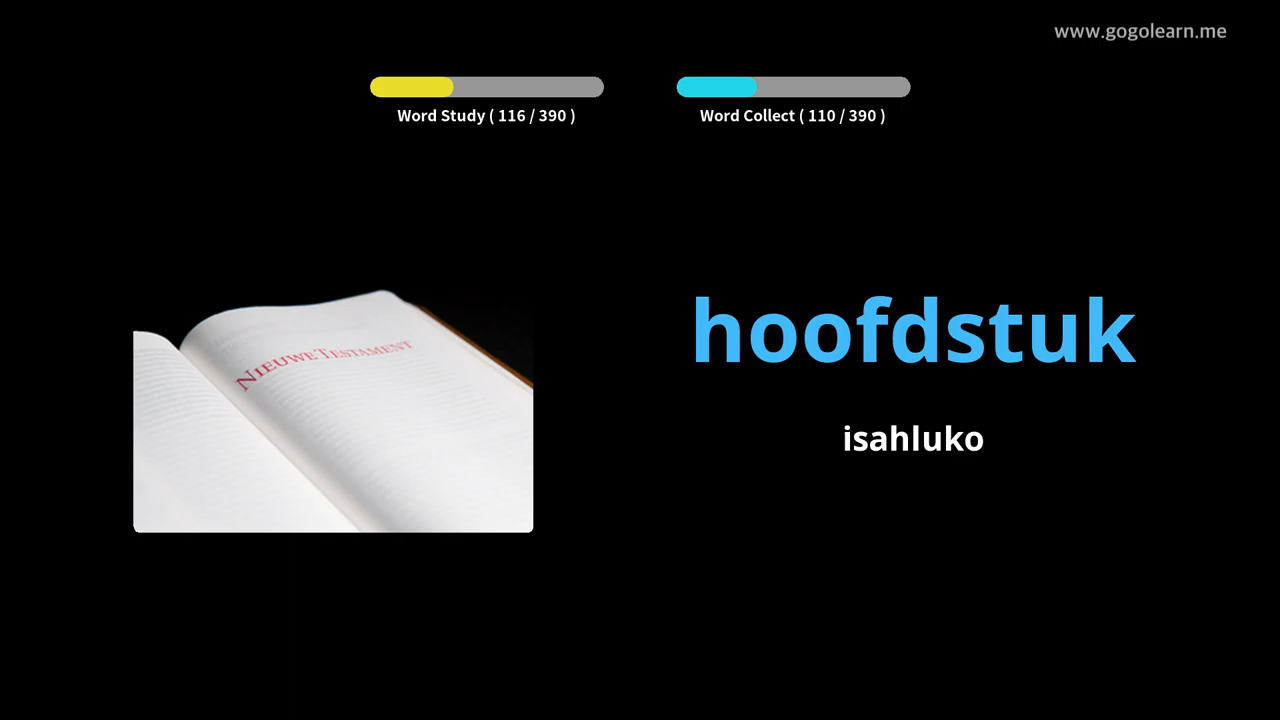 www.gogolearn.me
Word Study ( 116 / 390 )
Word Collect ( 110 / 390 )
NIEUWE TESTAMENT
hoofdstuk
isahluko